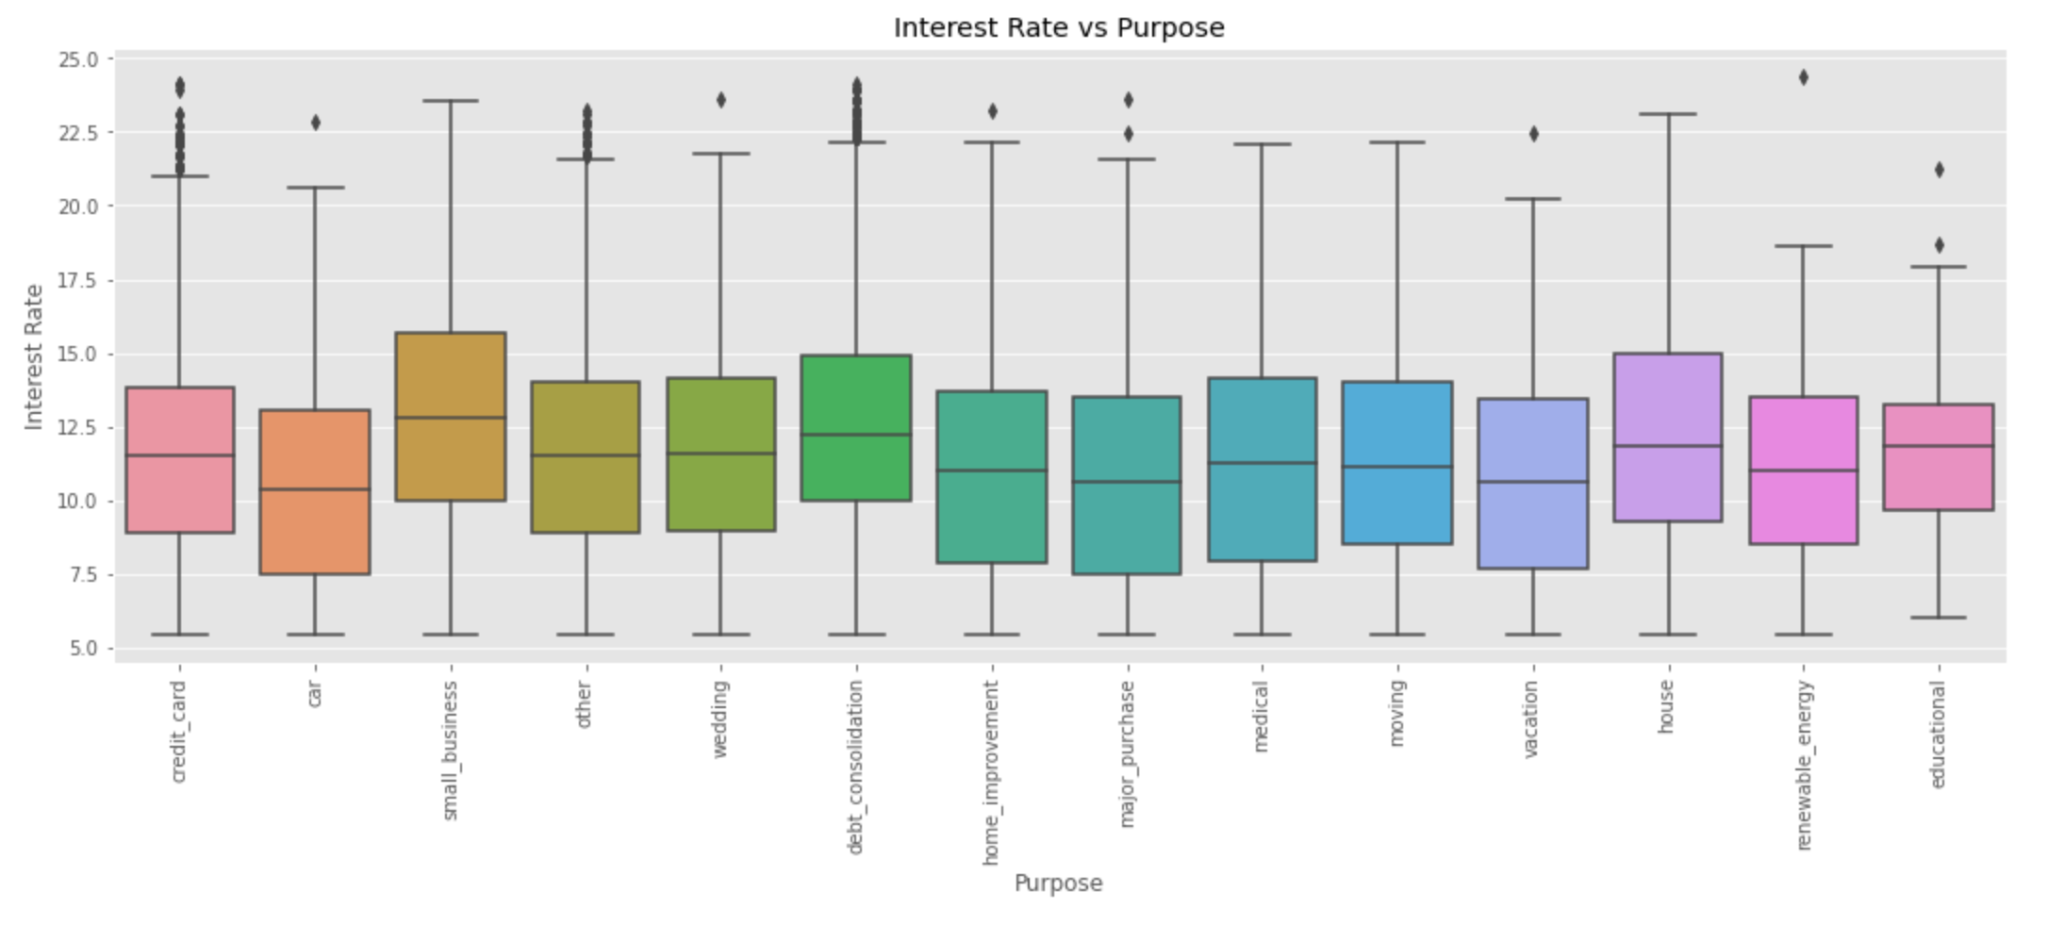 Interest Rate vs Purpose
25.0
22.5
20.0
17.5
15.0
12.5
10.0
7.5
5.0
Interest Rate
credit_card
car
small_business
other
wedding
debt_consolidation
home_improvement
major_purchase
medical
moving
vacation
house
renewable_energy
educational
Purpose